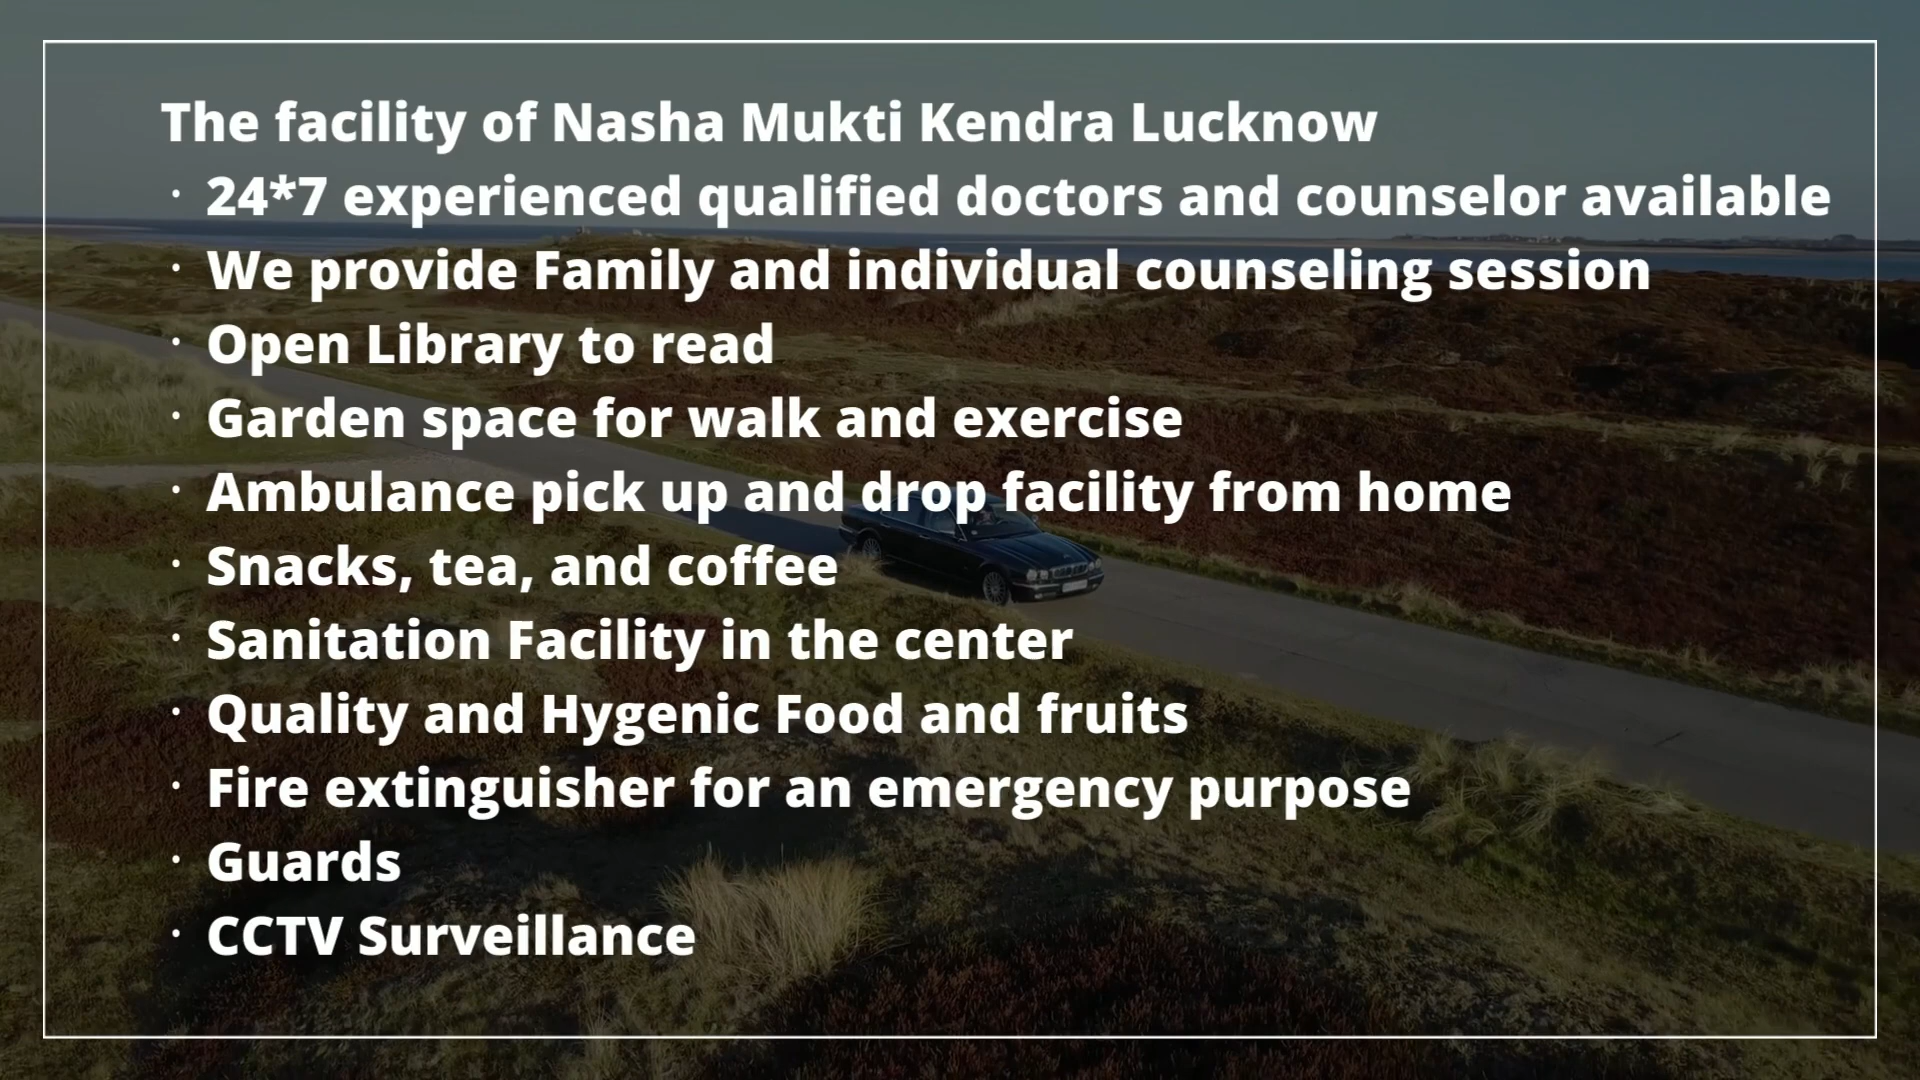 The facility of Nasha Mukti Kendra Lucknow
· 24*7 experienced qualified doctors and counselor available
· We provide Family and individual counseling session
· Open Library to read
· Garden space for walk and exercise
· Ambulance pick up and drop facility from home
· Snacks, tea, and coffee
· Sanitation Facility in the center
· Quality and Hygenic Food and fruits
· Fire extinguisher for an emergency purpose
· Guards
· CCTV Surveillance